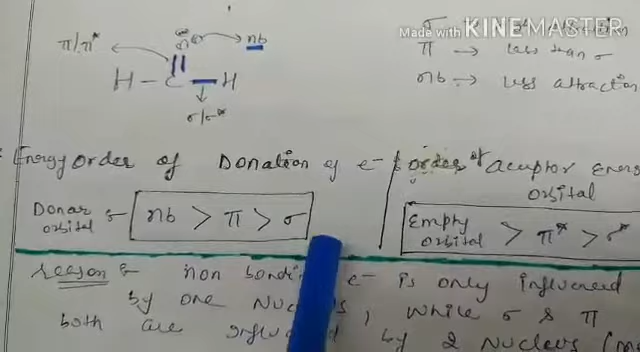 Made with KINEMASTER
π/π*
O
nb
H - C - H
σ/σ*
σ
π → less than σ
nb → less attraction
Energy order of Donation of e-
Donar orbital
nb > π > σ
order of acceptor Energy orbital
Empty orbital > π* > σ*
reason non bonding e- is only influenced
by one Nucleus, while σ & π
both are influenced by 2 Nucleus